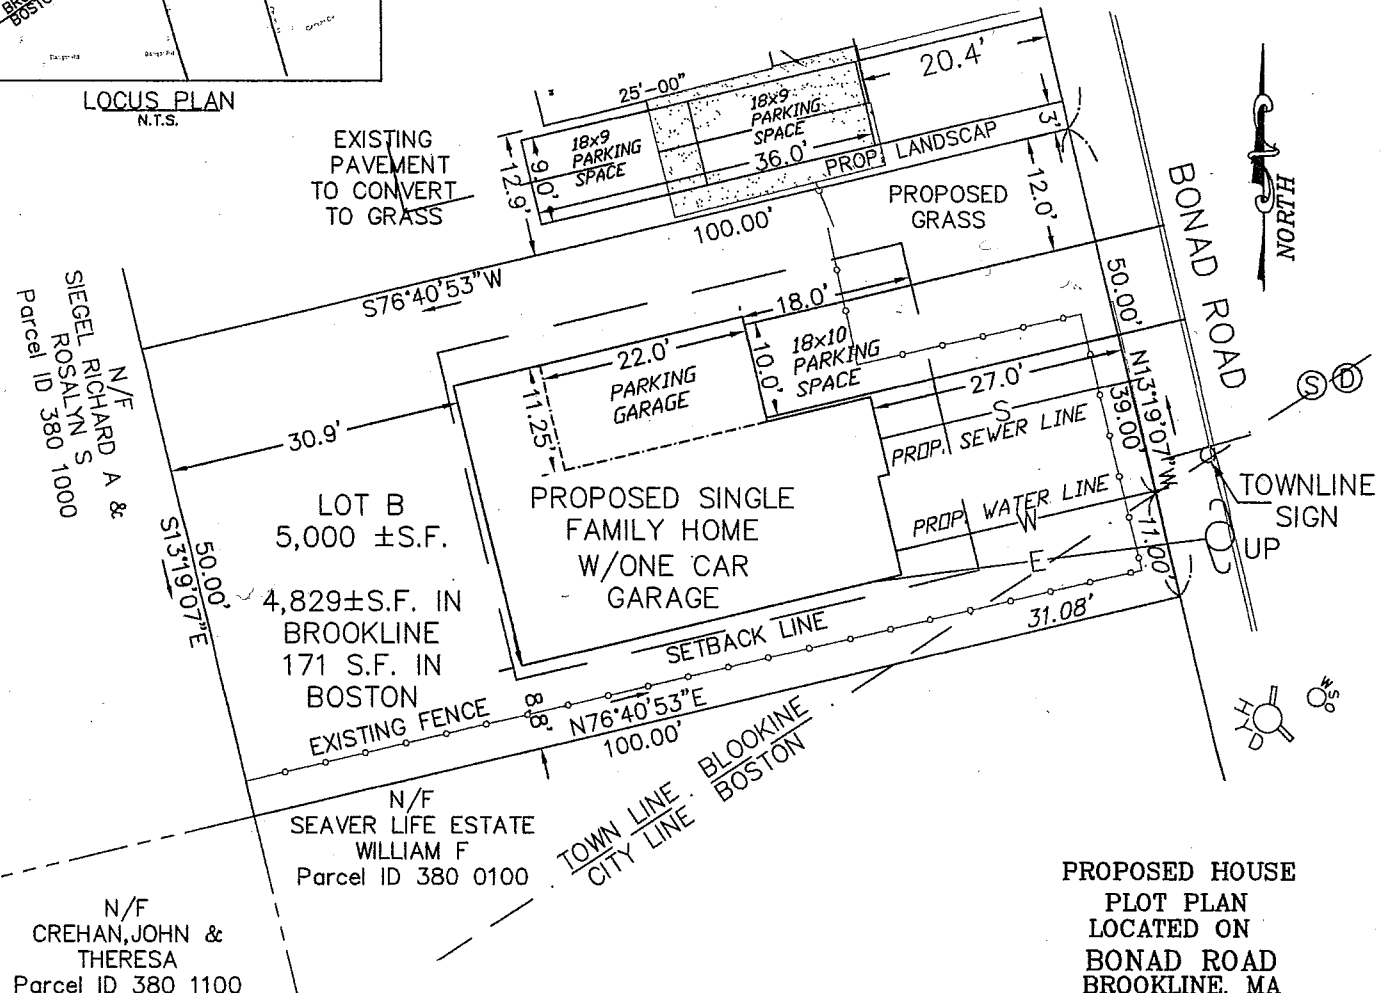 BOSTON
LOCUS PLAN
N.T.S.
EXISTING
PAVEMENT
TO CONVERT
TO GRASS
25'-00"
18x9
PARKING
SPACE
18x9
PARKING
SPACE
20.4'
36.0'
9.0'
12.9'
3'
PROP. LANDSCAP
12.0'
PROPOSED
GRASS
100.00'
S76°40'53"W
BONAD ROAD
NORTH
N/F
SIEGEL RICHARD A &
ROSALYN S
Parcel ID 380 1000
50.00'
S13°19'07"E
30.9'
22.0'
PARKING
GARAGE
11.25'
18.0'
10.0'
18x10
PARKING
SPACE
27.0'
50.00'
N13°19'07"W
39.00'
11.00'
S
PROP. SEWER LINE
PROP. WATER LINE
W
E
S
D
TOWNLINE
SIGN
UP
LOT B
5,000 ±S.F.
4,829±S.F. IN
BROOKLINE
171 S.F. IN
BOSTON
PROPOSED SINGLE
FAMILY HOME
W/ONE CAR
GARAGE
SETBACK LINE
31.08'
EXISTING FENCE
8.8'
N76°40'53"E
100.00'
TOWN LINE BLOOKINE
CITY LINE BOSTON
HYD
WSO
N/F
SEAVER LIFE ESTATE
WILLIAM F
Parcel ID 380 0100
N/F
CREHAN,JOHN &
THERESA
Parcel ID 380 1100
PROPOSED HOUSE
PLOT PLAN
LOCATED ON
BONAD ROAD
BROOKLINE, MA